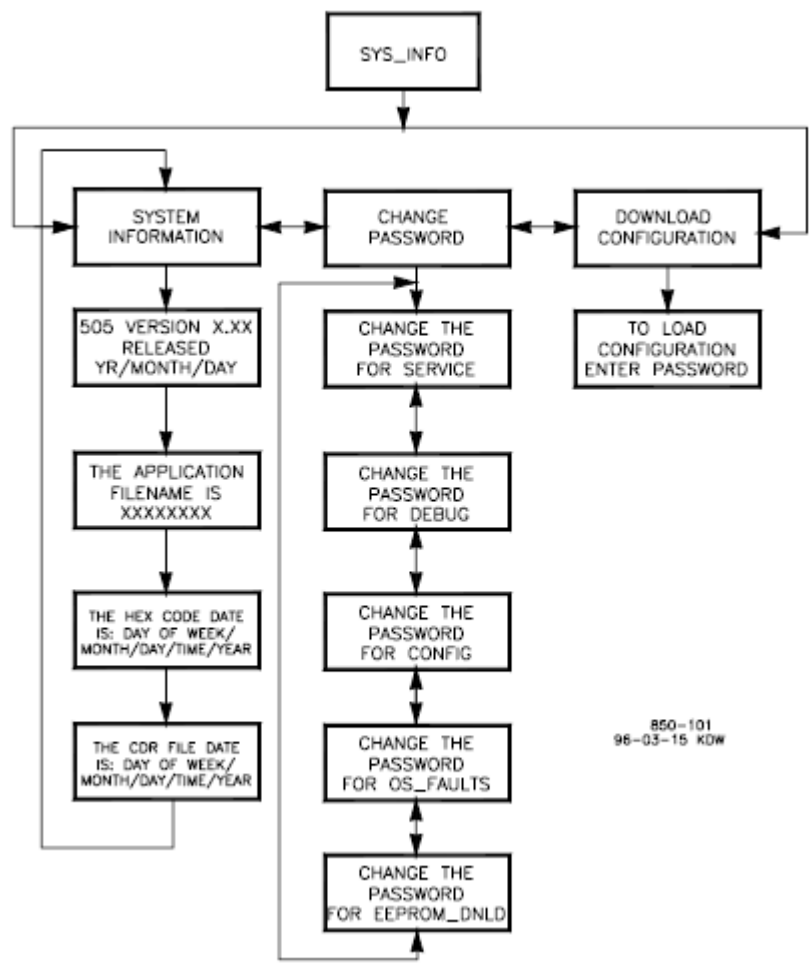 SYS_INFO
SYSTEM
INFORMATION
CHANGE
PASSWORD
DOWNLOAD
CONFIGURATION
505 VERSION X.XX
RELEASED
YR/MONTH/DAY
CHANGE THE
PASSWORD
FOR SERVICE
TO LOAD
CONFIGURATION
ENTER PASSWORD
THE APPLICATION
FILENAME IS
XXXXXXXX
CHANGE THE
PASSWORD
FOR DEBUG
THE HEX CODE DATE
IS: DAY OF WEEK/
MONTH/DAY/TIME/YEAR
CHANGE THE
PASSWORD
FOR CONFIG
THE CDR FILE DATE
IS: DAY OF WEEK/
MONTH/DAY/TIME/YEAR
CHANGE THE
PASSWORD
FOR OS_FAULTS
850-101
96-03-15 KDW
CHANGE THE
PASSWORD
FOR EEPROM_DNLD